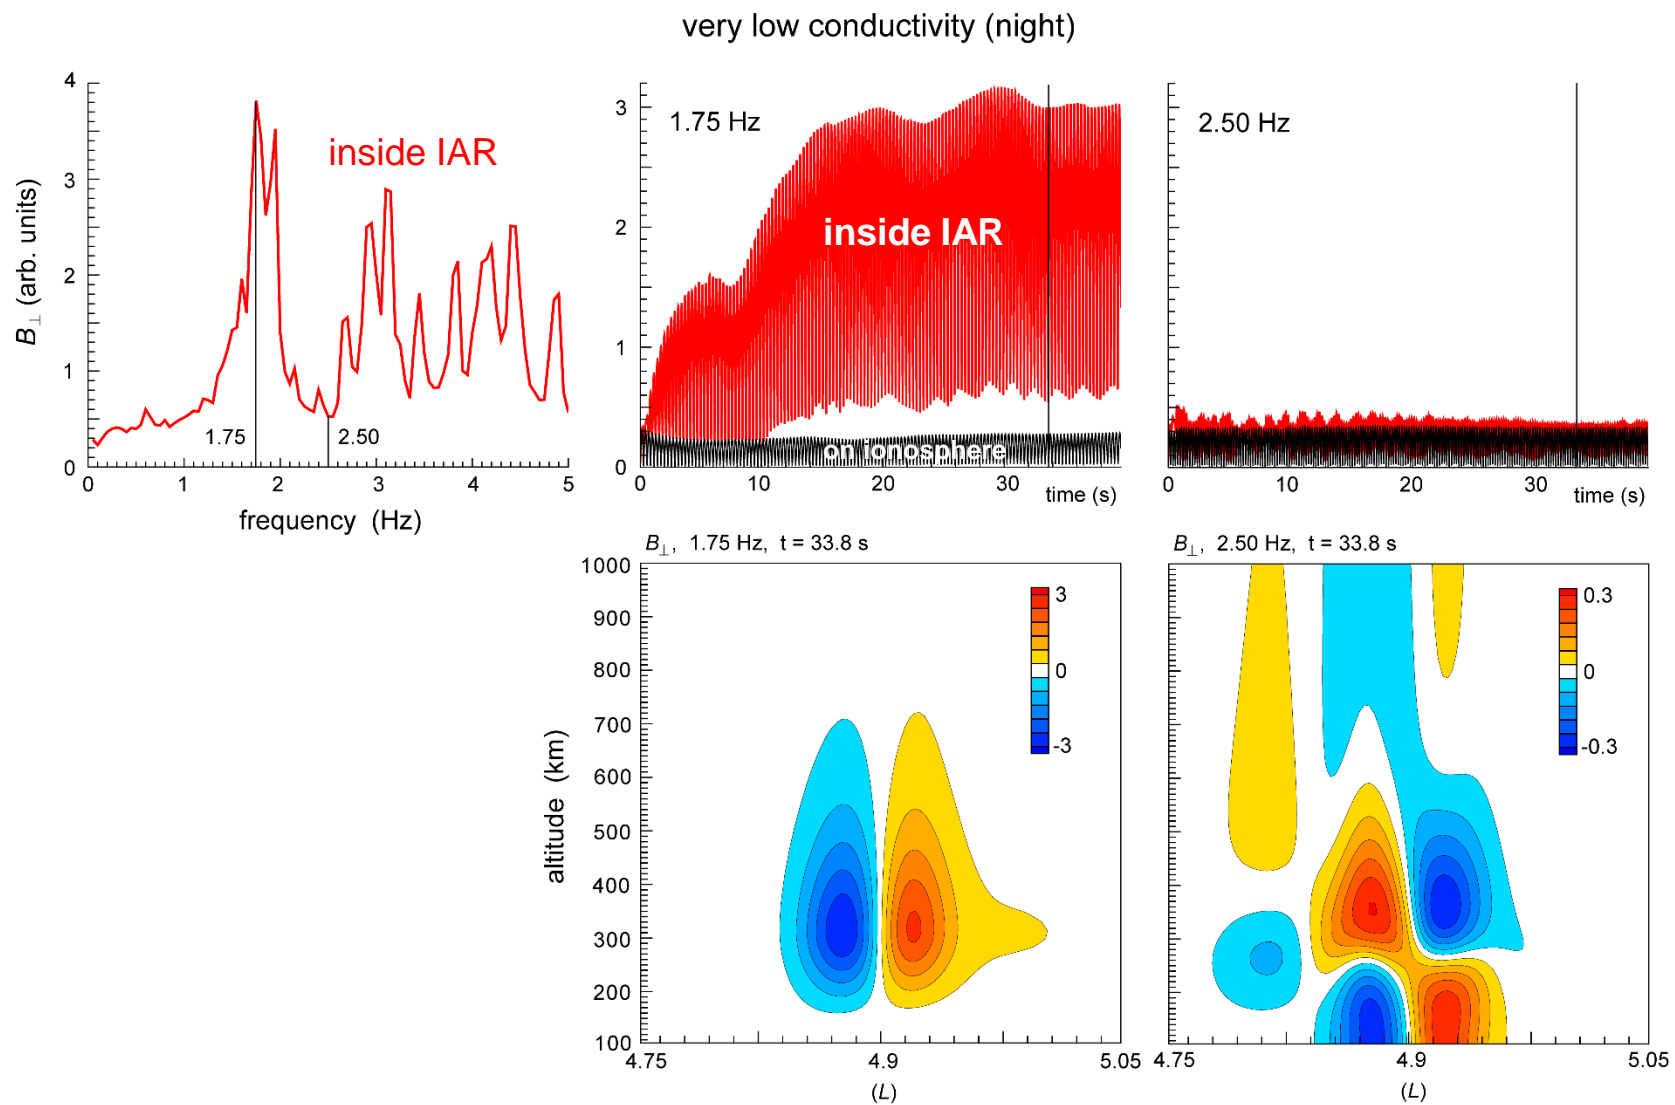 very low conductivity (night)
4
3
2
1
0
B⊥ (arb. units)
inside IAR
1.75
2.50
0 1 2 3 4 5
frequency (Hz)
3
2
1
0
1.75 Hz
inside IAR
on ionosphere
0 10 20 30 time (s)
2.50 Hz
0 10 20 30 time (s)
B⊥, 1.75 Hz, t = 33.8 s
1000
900
800
700
600
500
400
300
200
100
altitude (km)
3
0
-3
4.75 4.9 5.05
(L)
B⊥, 2.50 Hz, t = 33.8 s
0.3
0
-0.3
4.75 4.9 5.05
(L)